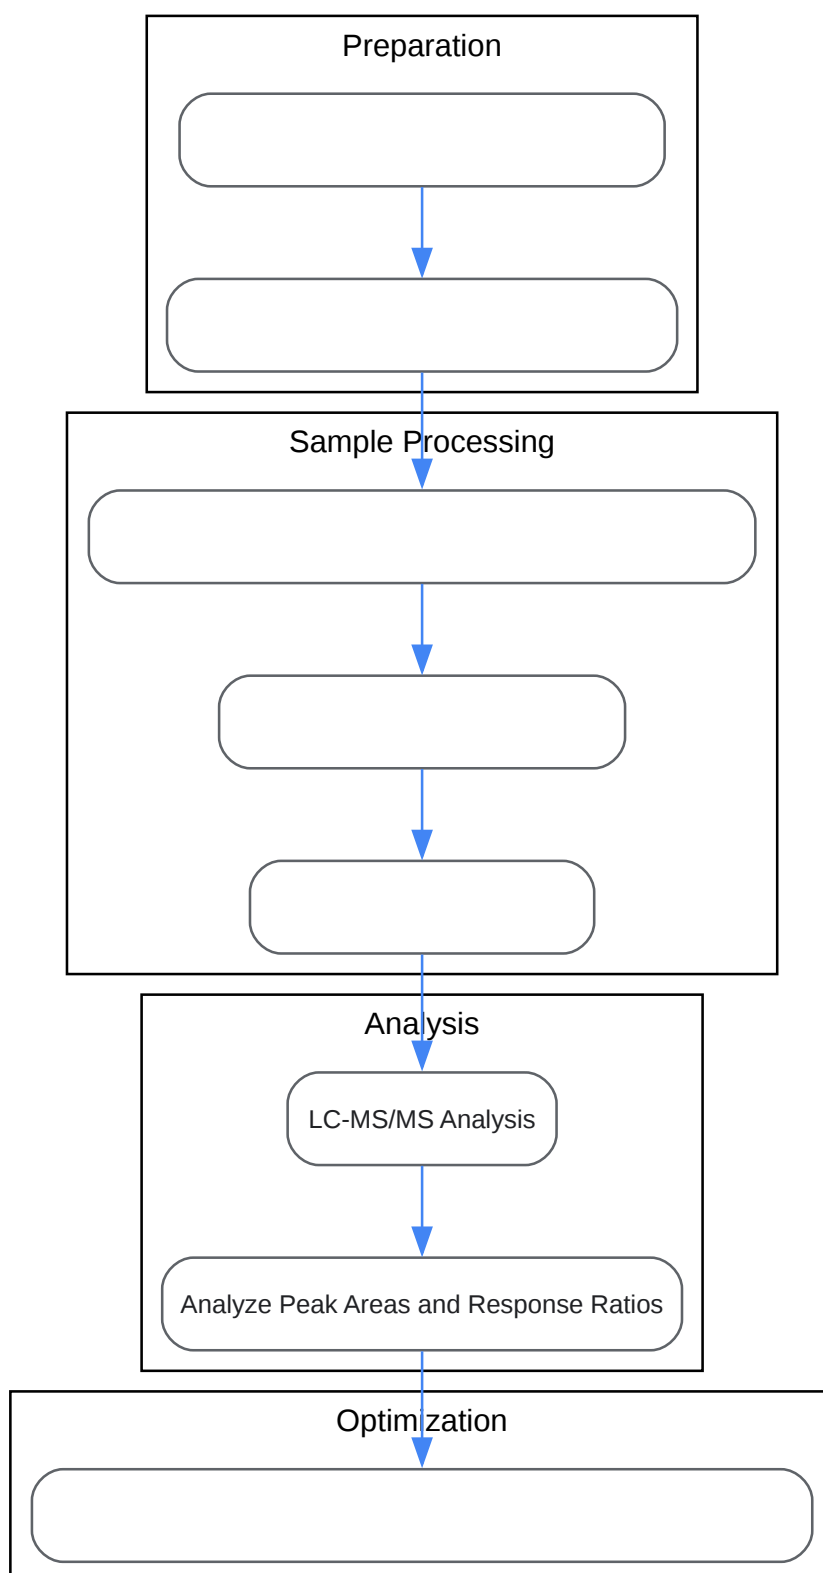 Preparation
Sample Processing
Analysis
LC-MS/MS Analysis
Analyze Peak Areas and Response Ratios
Optimization